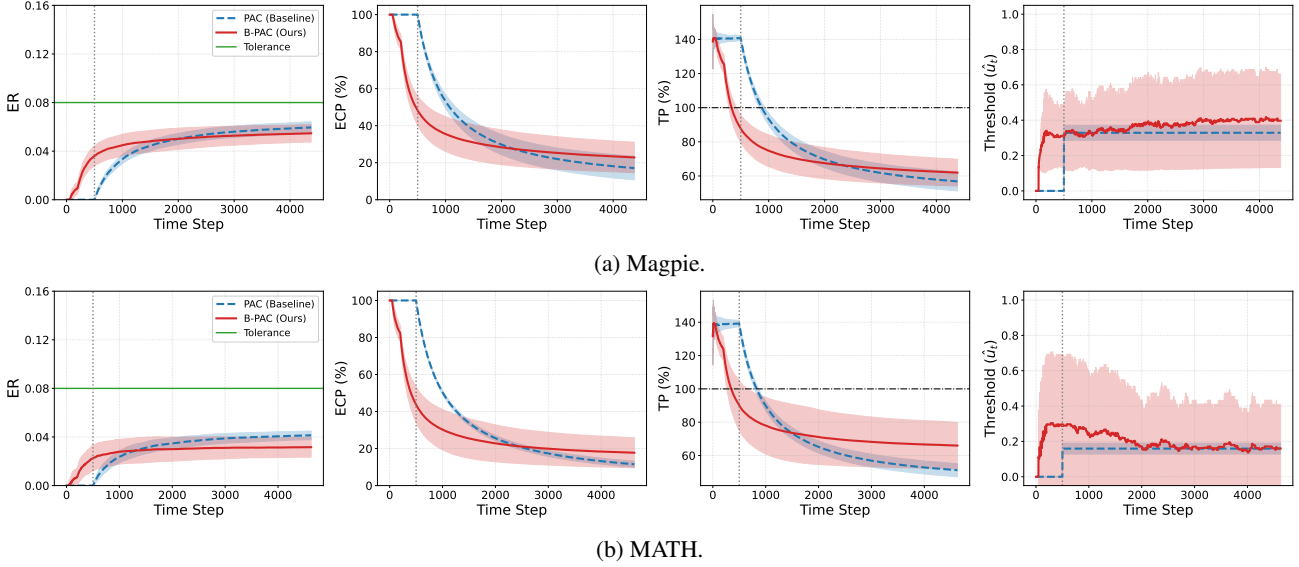 0.16
0.12
0.08
0.04
0.00
ER
PAC (Baseline)
B-PAC (Ours)
Tolerance
0 1000 2000 3000 4000
Time Step
100
80
60
40
20
0
ECP (%)
0 1000 2000 3000 4000
Time Step
140
120
100
80
60
TP (%)
0 1000 2000 3000 4000
Time Step
1.0
0.8
0.6
0.4
0.2
0.0
Threshold (û_t)
0 1000 2000 3000 4000
Time Step
(a) Magpie.
0.16
0.12
0.08
0.04
0.00
ER
PAC (Baseline)
B-PAC (Ours)
Tolerance
0 1000 2000 3000 4000
Time Step
100
80
60
40
20
0
ECP (%)
0 1000 2000 3000 4000
Time Step
140
120
100
80
60
TP (%)
0 1000 2000 3000 4000
Time Step
1.0
0.8
0.6
0.4
0.2
0.0
Threshold (û_t)
0 1000 2000 3000 4000
Time Step
(b) MATH.